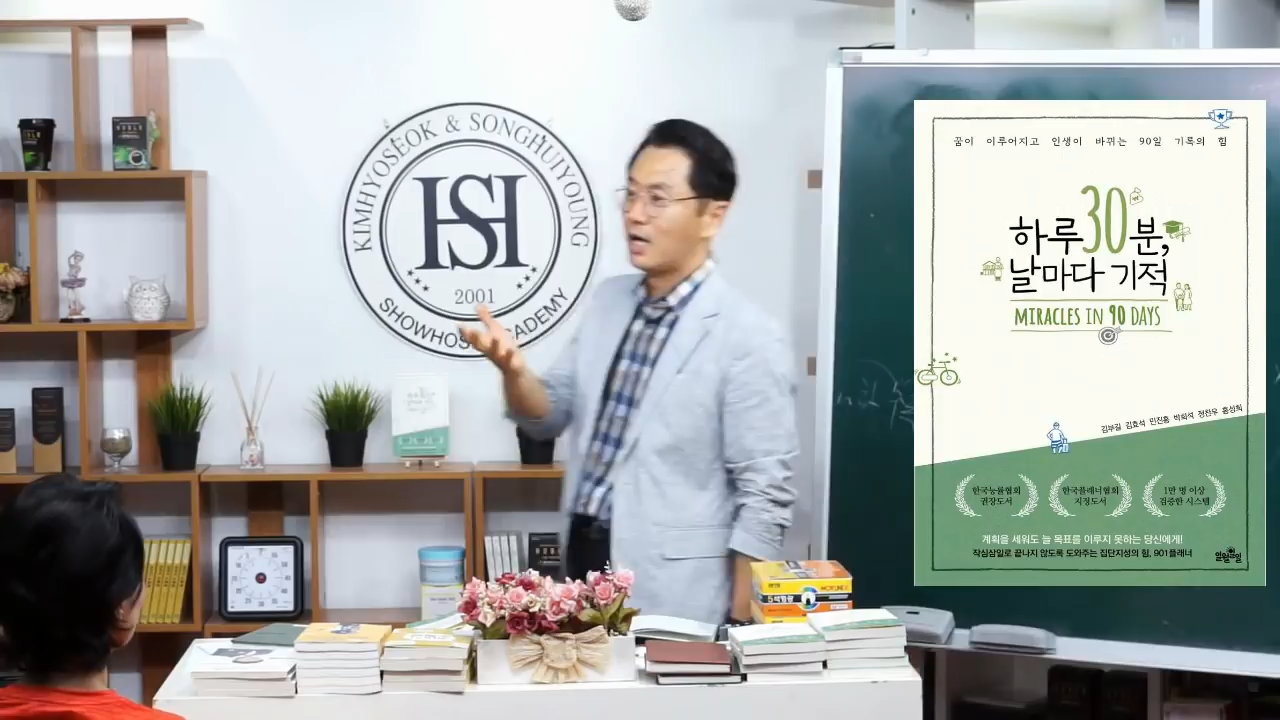 KIMHYOSEOK & SONGHUIYOUNG
HSH
2001
SHOWHOST ACADEMY
꿈이 이루어지고 인생이 바뀌는 90일 기록의 힘
하루 30분,
날마다 기적
MIRACLES IN 90 DAYS
김부길 김효석 민진홍 박희석 정찬우 홍성희
한국능률협회
권장도서
한국플래너협회
지정도서
1만 명 이상
검증한 시스템
계획을 세워도 늘 목표를 이루지 못하는 당신에게!
작심삼일로 끝나지 않도록 도와주는 집단지성의 힘, 901플래너
일월일일